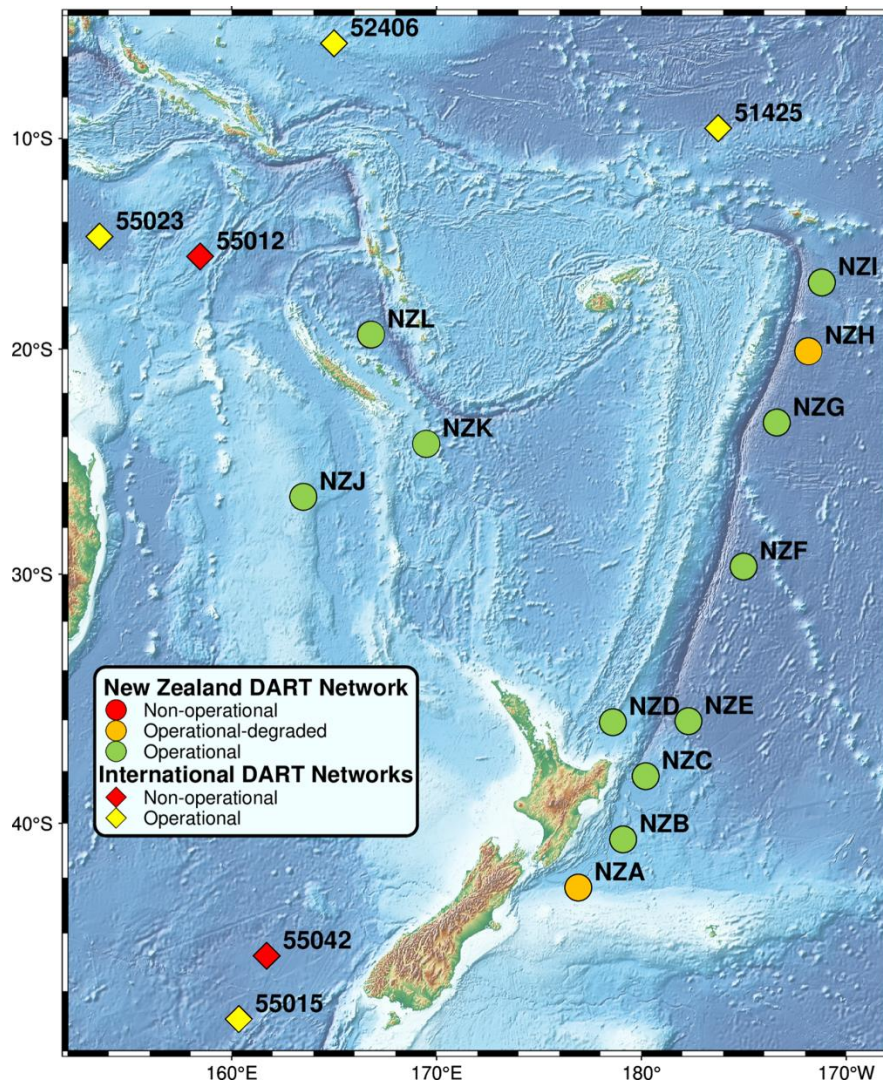 52406
51425
10°S
55023
55012
NZI
NZL
NZH
20°S
NZG
NZK
NZJ
NZF
30°S
New Zealand DART Network
Non-operational
Operational-degraded
Operational
International DART Networks
Non-operational
Operational
NZD
NZE
NZC
40°S
NZB
NZA
55042
55015
160°E
170°E
180°
170°W